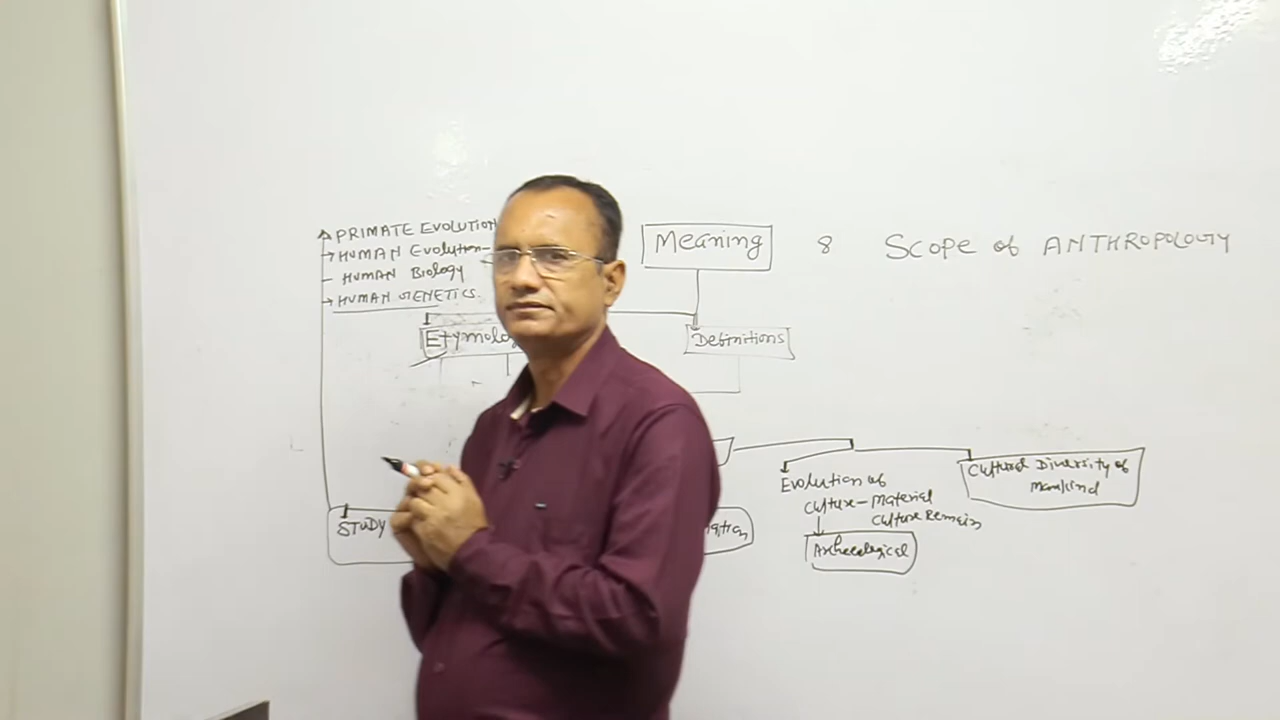 PRIMATE EVOLUTION
HUMAN Evolution
HUMAN Biology
HUMAN GENETICS.
Meaning 8 Scope of ANTHROPOLOGY
Definitions
Evolution of
Culture - Material
Culture Remain
Archaeological
Cultural Diversity of
Mankind
STUDY